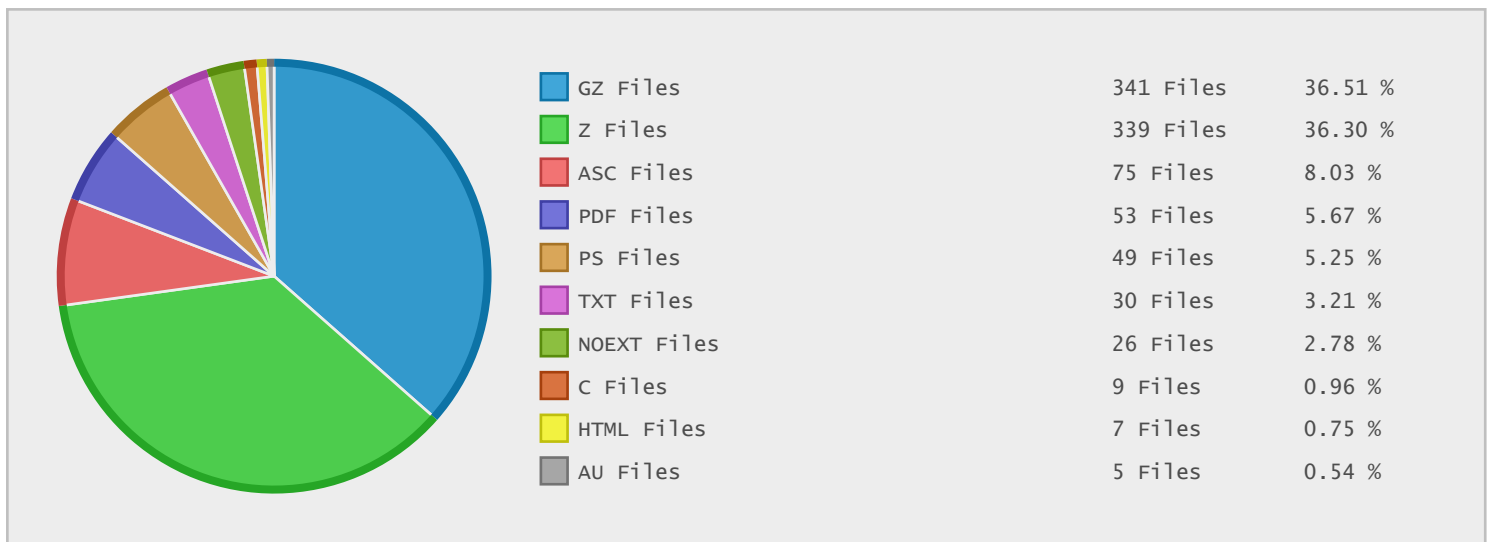 GZ Files 341 Files 36.51 %
Z Files 339 Files 36.30 %
ASC Files 75 Files 8.03 %
PDF Files 53 Files 5.67 %
PS Files 49 Files 5.25 %
TXT Files 30 Files 3.21 %
NOEXT Files 26 Files 2.78 %
C Files 9 Files 0.96 %
HTML Files 7 Files 0.75 %
AU Files 5 Files 0.54 %